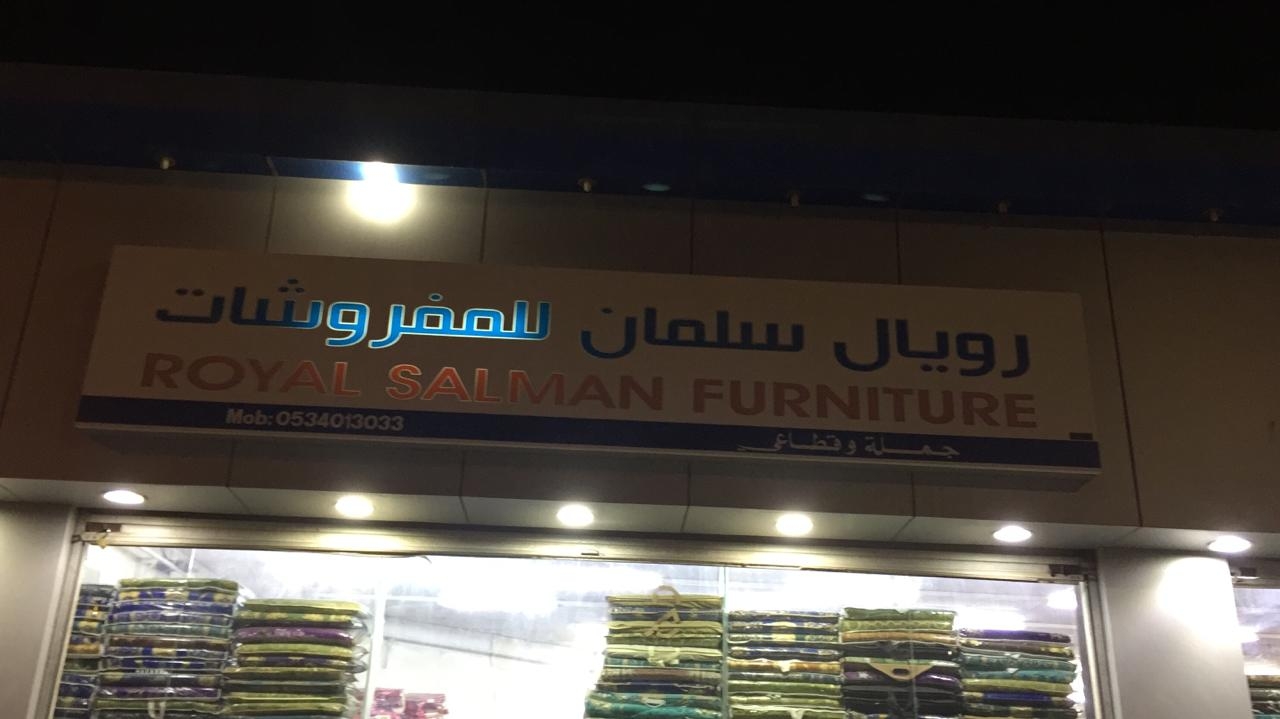 رويال سلمان للمفروشات
ROYAL SALMAN FURNITURE
Mob: 0534013033
جملة وقطاعي